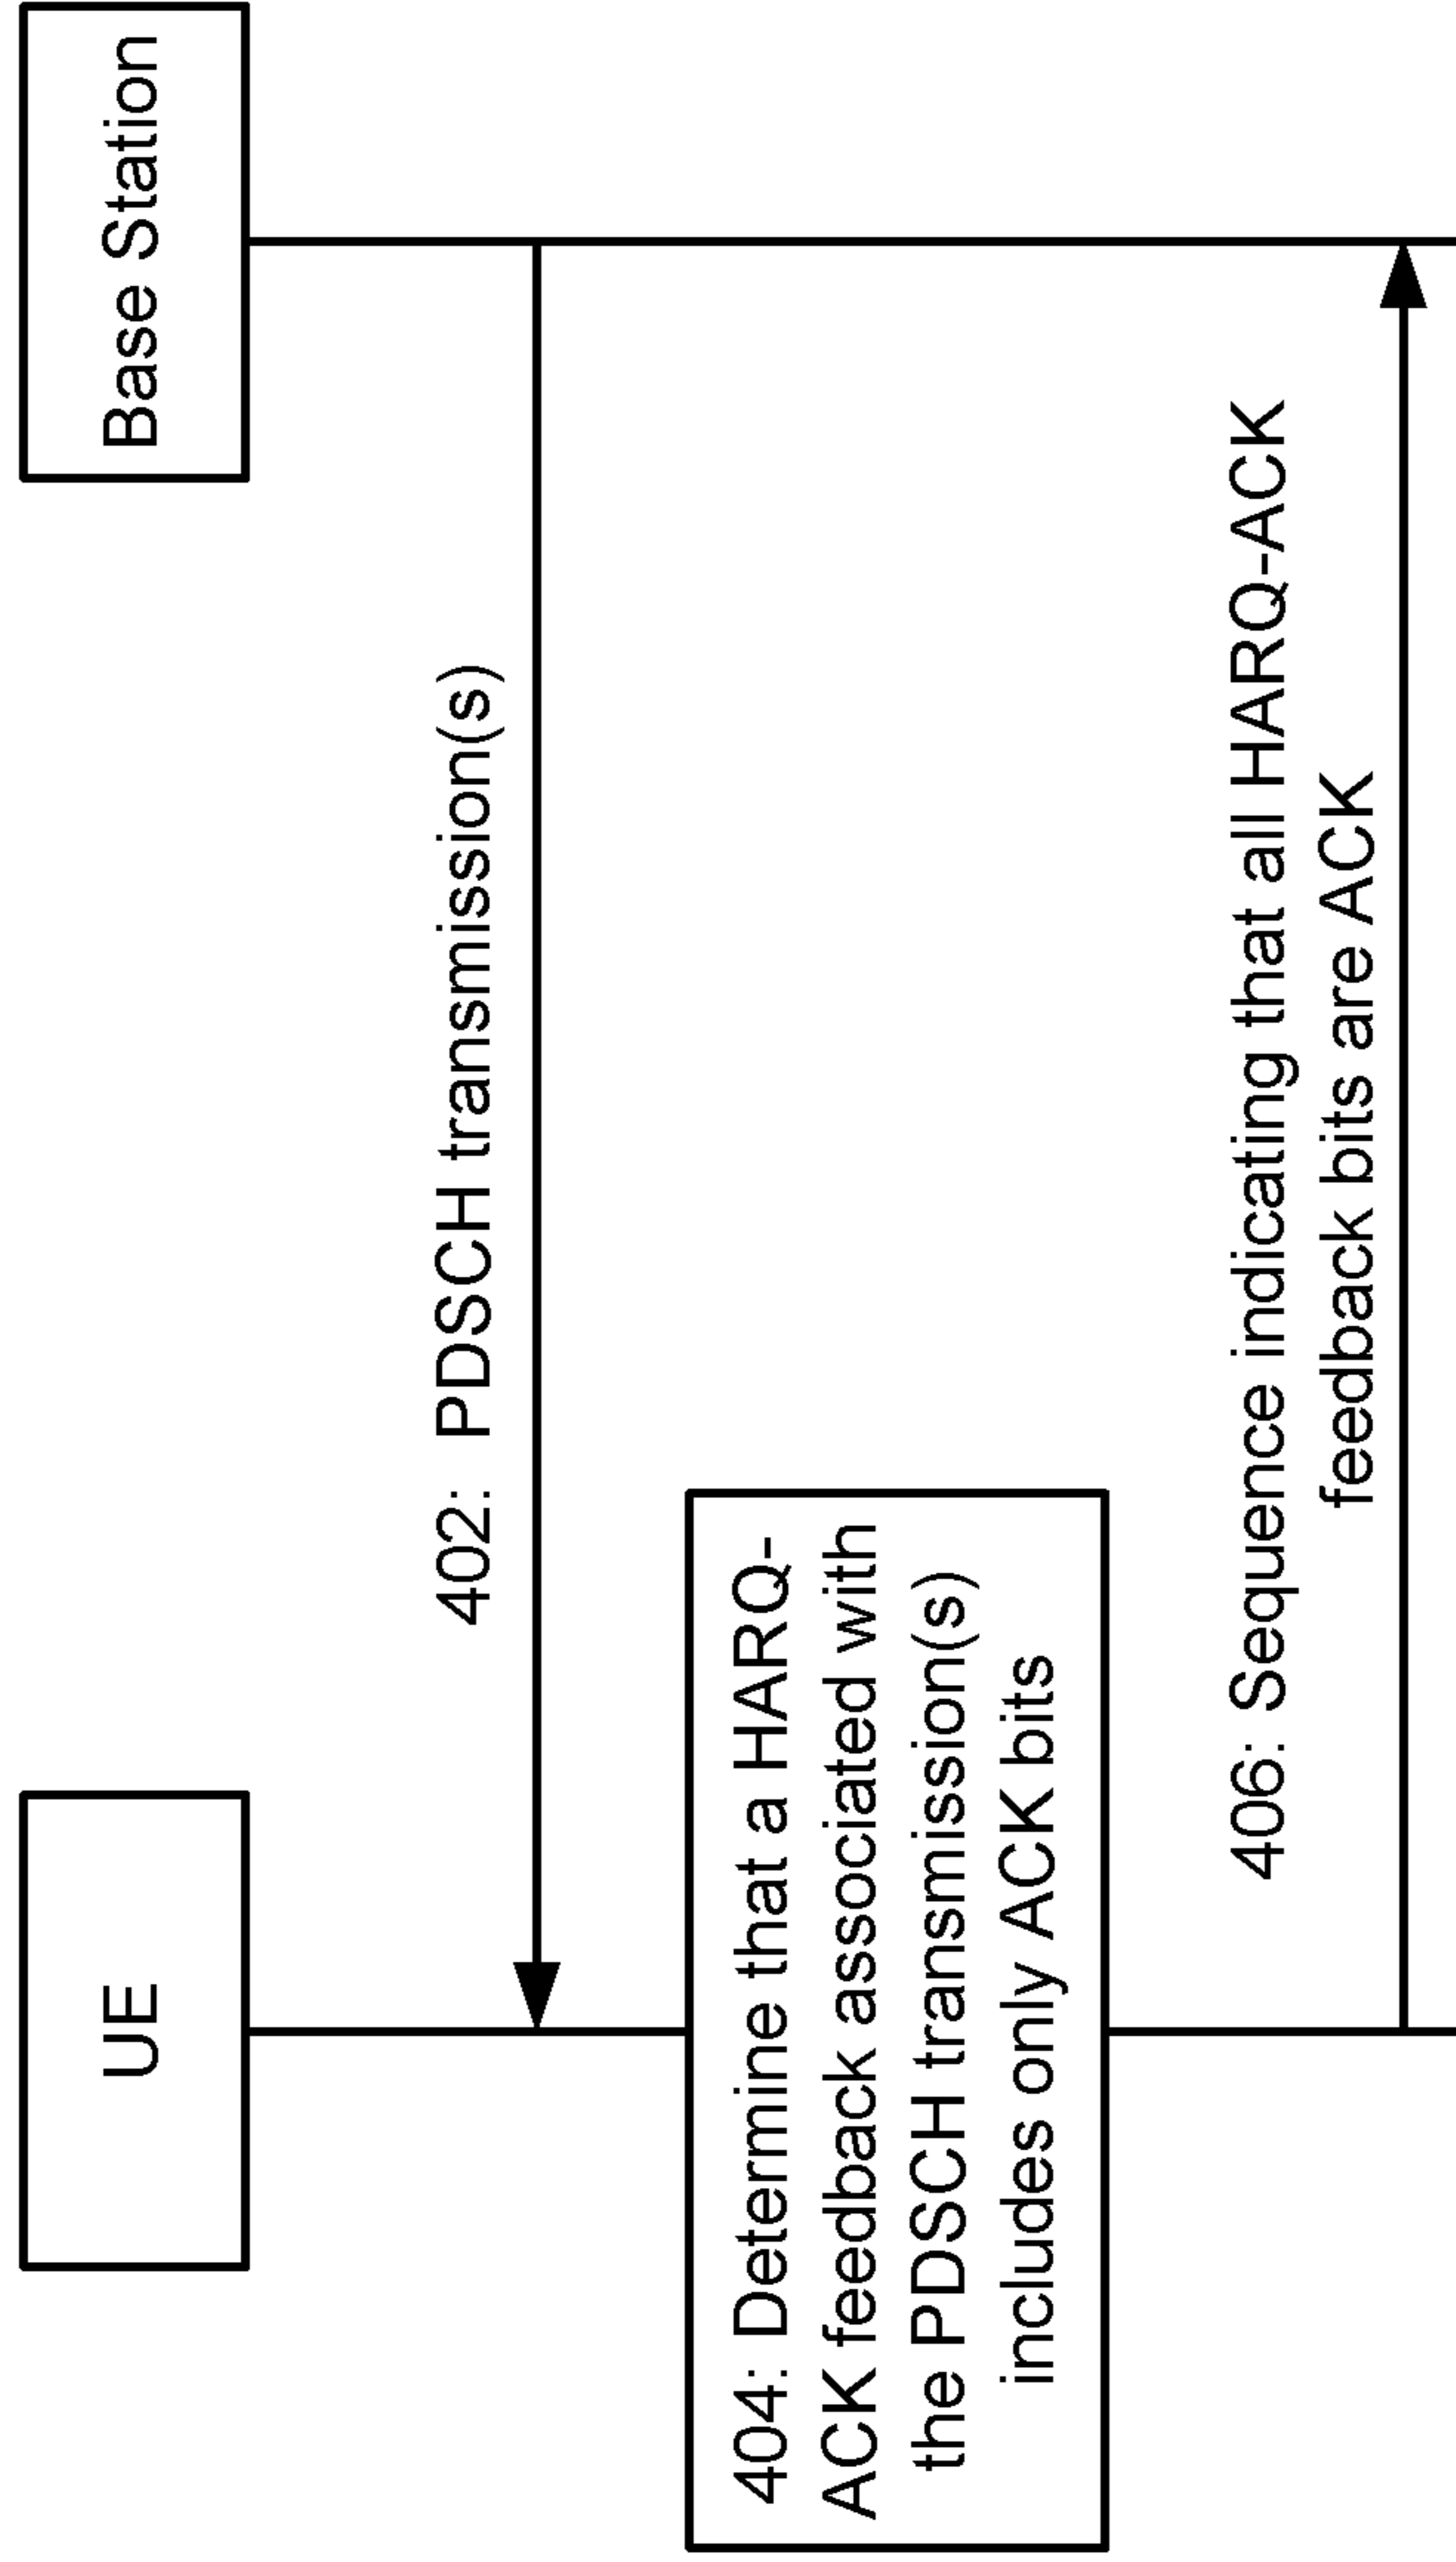 UE
Base Station
402: PDSCH transmission(s)
404: Determine that a HARQ-
ACK feedback associated with
the PDSCH transmission(s)
includes only ACK bits
406: Sequence indicating that all HARQ-ACK
feedback bits are ACK